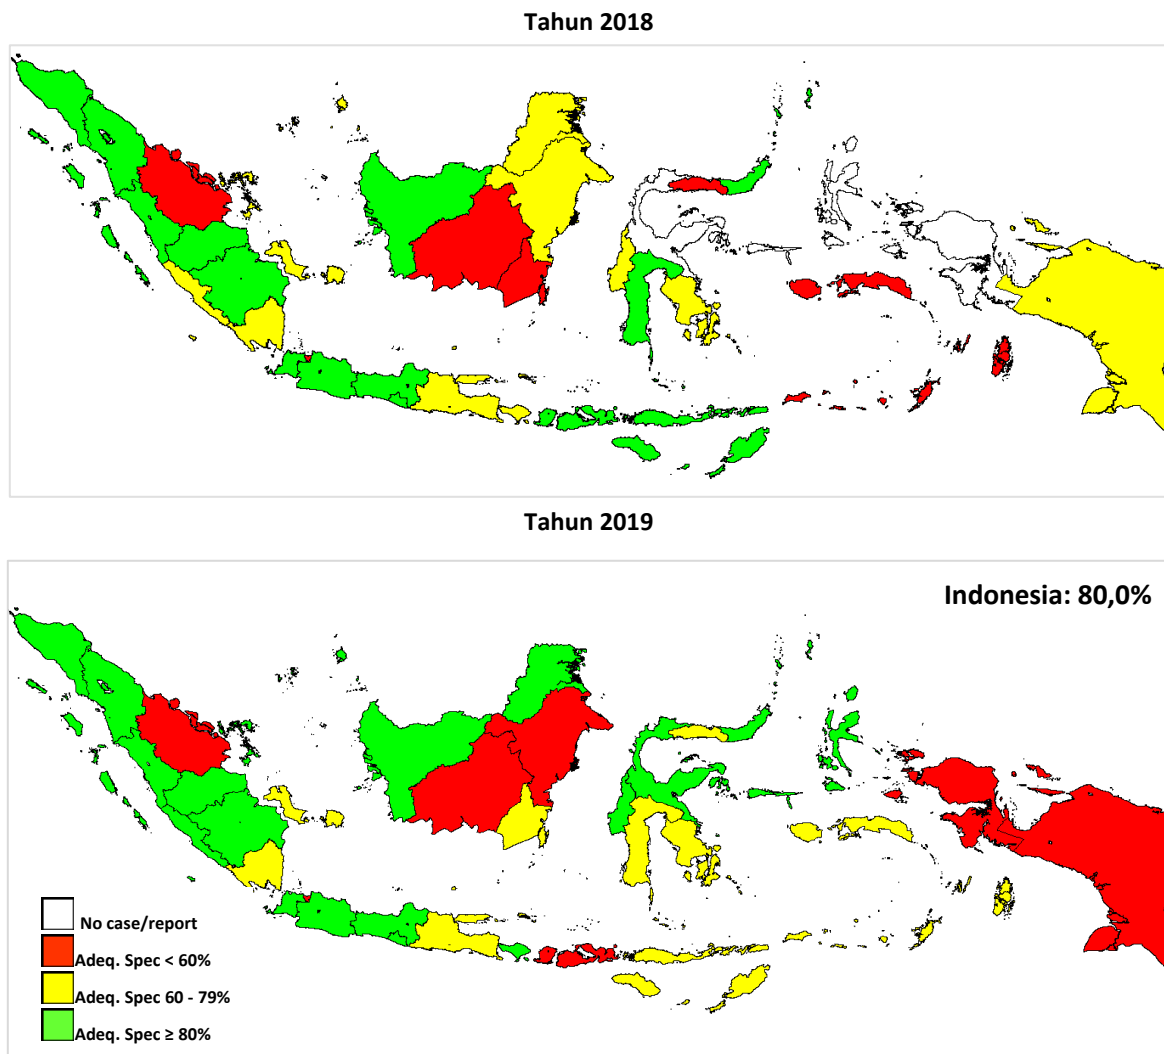 Tahun 2018
Tahun 2019
Indonesia: 80,0%
No case/report
Adeq. Spec < 60%
Adeq. Spec 60 - 79%
Adeq. Spec ≥ 80%